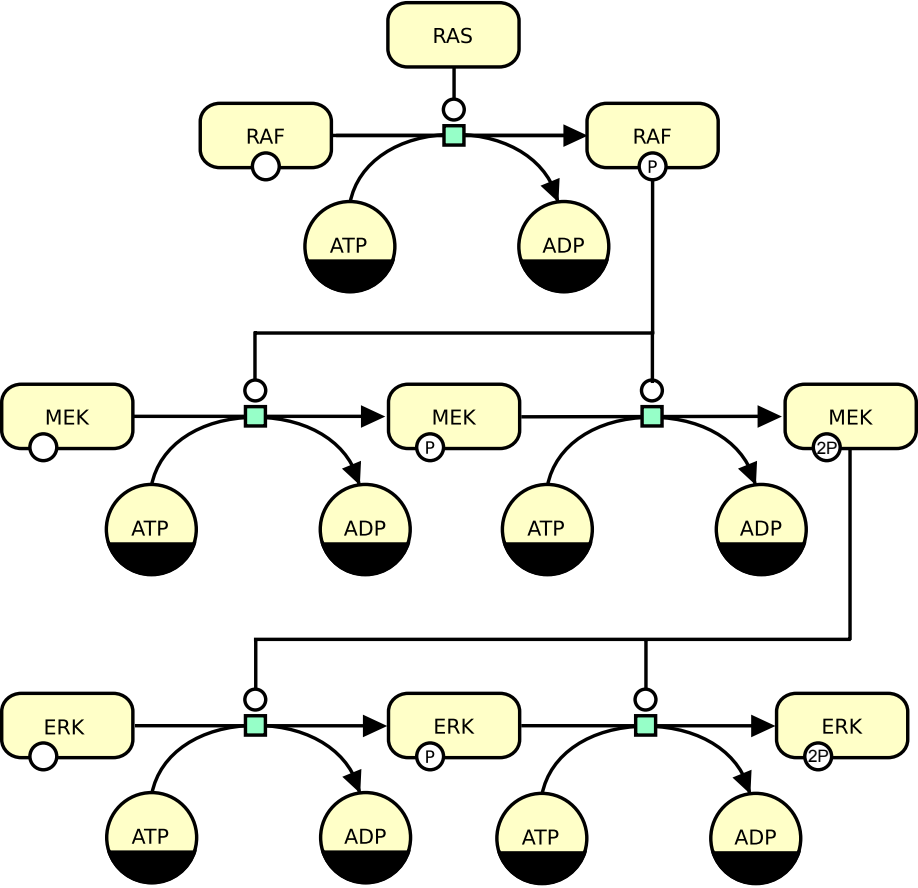 RAS
RAF
RAF
P
ATP
ADP
MEK
MEK
P
MEK
2P
ATP
ADP
ATP
ADP
ERK
ERK
P
ERK
2P
ATP
ADP
ATP
ADP